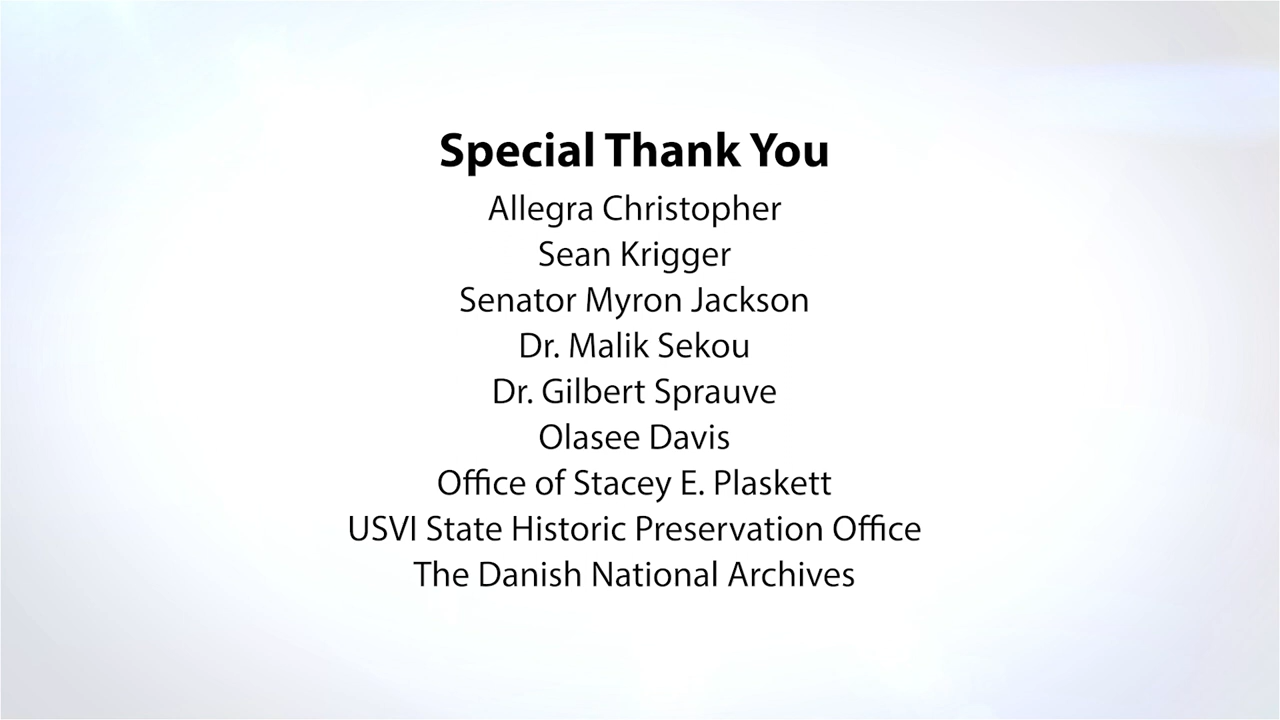 Special Thank You
Allegra Christopher
Sean Krigger
Senator Myron Jackson
Dr. Malik Sekou
Dr. Gilbert Sprauve
Olasee Davis
Office of Stacey E. Plaskett
USVI State Historic Preservation Office
The Danish National Archives